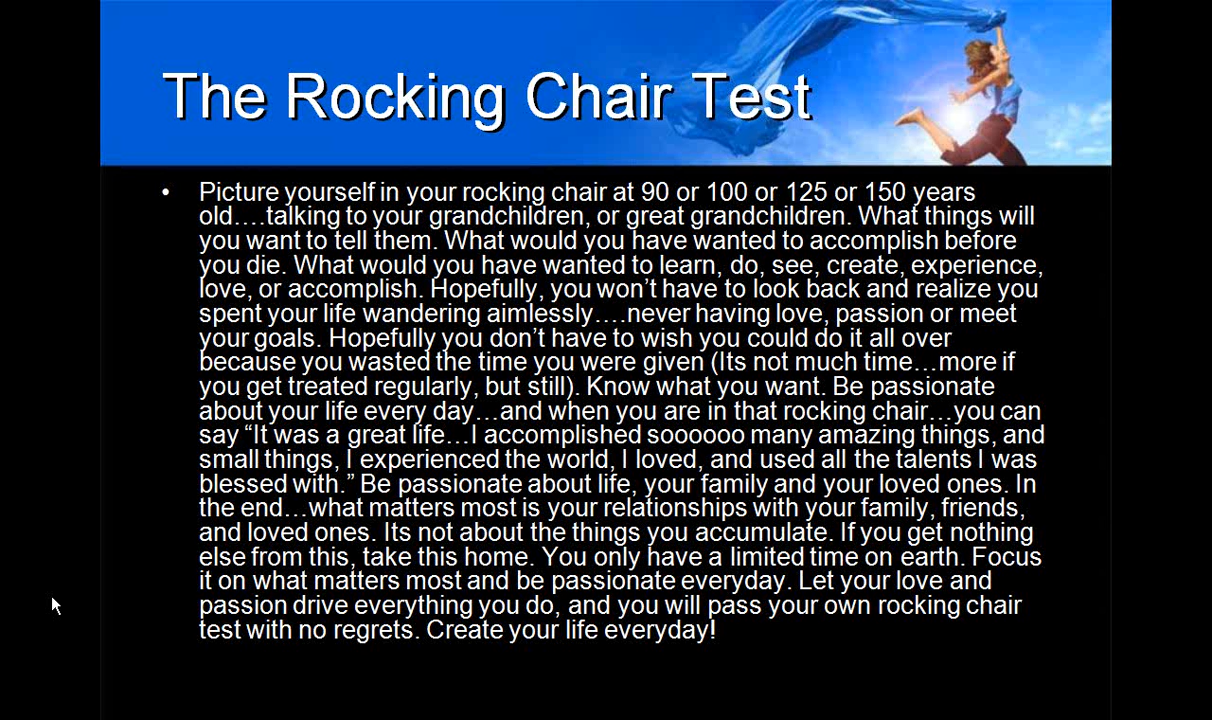 The Rocking Chair Test
• Picture yourself in your rocking chair at 90 or 100 or 125 or 150 years
old….talking to your grandchildren, or great grandchildren. What things will
you want to tell them. What would you have wanted to accomplish before
you die. What would you have wanted to learn, do, see, create, experience,
love, or accomplish. Hopefully, you won’t have to look back and realize you
spent your life wandering aimlessly….never having love, passion or meet
your goals. Hopefully you don’t have to wish you could do it all over
because you wasted the time you were given (Its not much time…more if
you get treated regularly, but still). Know what you want. Be passionate
about your life every day…and when you are in that rocking chair…you can
say “It was a great life…I accomplished soooooo many amazing things, and
small things, I experienced the world, I loved, and used all the talents I was
blessed with.” Be passionate about life, your family and your loved ones. In
the end…what matters most is your relationships with your family, friends,
and loved ones. Its not about the things you accumulate. If you get nothing
else from this, take this home. You only have a limited time on earth. Focus
it on what matters most and be passionate everyday. Let your love and
passion drive everything you do, and you will pass your own rocking chair
test with no regrets. Create your life everyday!